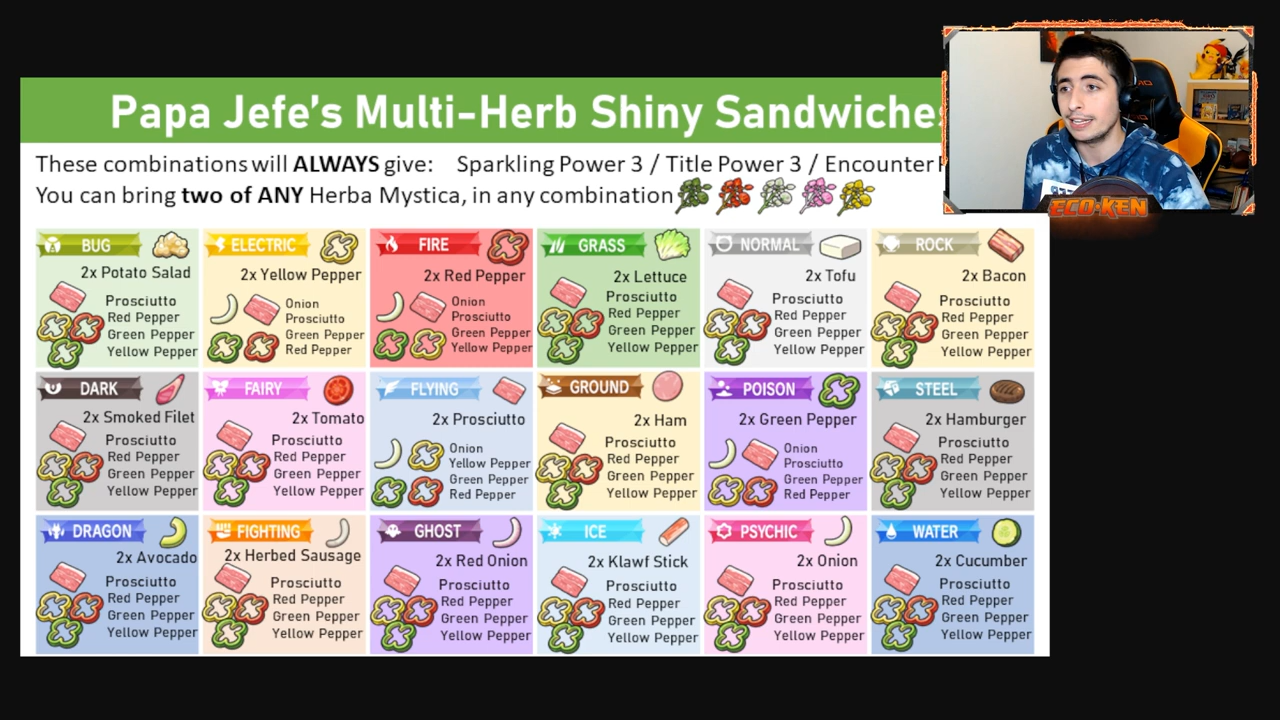 Papa Jefe's Multi-Herb Shiny Sandwiches
These combinations will ALWAYS give: Sparkling Power 3 / Title Power 3 / Encounter
You can bring two of ANY Herba Mystica, in any combination
ECO-KEN
BUG
2x Potato Salad
Prosciutto
Red Pepper
Green Pepper
Yellow Pepper
ELECTRIC
2x Yellow Pepper
Onion
Prosciutto
Green Pepper
Red Pepper
FIRE
2x Red Pepper
Onion
Prosciutto
Green Pepper
Yellow Pepper
GRASS
2x Lettuce
Prosciutto
Red Pepper
Green Pepper
Yellow Pepper
NORMAL
2x Tofu
Prosciutto
Red Pepper
Green Pepper
Yellow Pepper
ROCK
2x Bacon
Prosciutto
Red Pepper
Green Pepper
Yellow Pepper
DARK
2x Smoked Filet
Prosciutto
Red Pepper
Green Pepper
Yellow Pepper
FAIRY
2x Tomato
Prosciutto
Red Pepper
Green Pepper
Yellow Pepper
FLYING
2x Prosciutto
Onion
Yellow Pepper
Green Pepper
Red Pepper
GROUND
2x Ham
Prosciutto
Red Pepper
Green Pepper
Yellow Pepper
POISON
2x Green Pepper
Onion
Prosciutto
Green Pepper
Red Pepper
STEEL
2x Hamburger
Prosciutto
Red Pepper
Green Pepper
Yellow Pepper
DRAGON
2x Avocado
Prosciutto
Red Pepper
Green Pepper
Yellow Pepper
FIGHTING
2x Herbed Sausage
Prosciutto
Red Pepper
Green Pepper
Yellow Pepper
GHOST
2x Red Onion
Prosciutto
Red Pepper
Green Pepper
Yellow Pepper
ICE
2x Klawf Stick
Prosciutto
Red Pepper
Green Pepper
Yellow Pepper
PSYCHIC
2x Onion
Prosciutto
Red Pepper
Green Pepper
Yellow Pepper
WATER
2x Cucumber
Prosciutto
Red Pepper
Green Pepper
Yellow Pepper